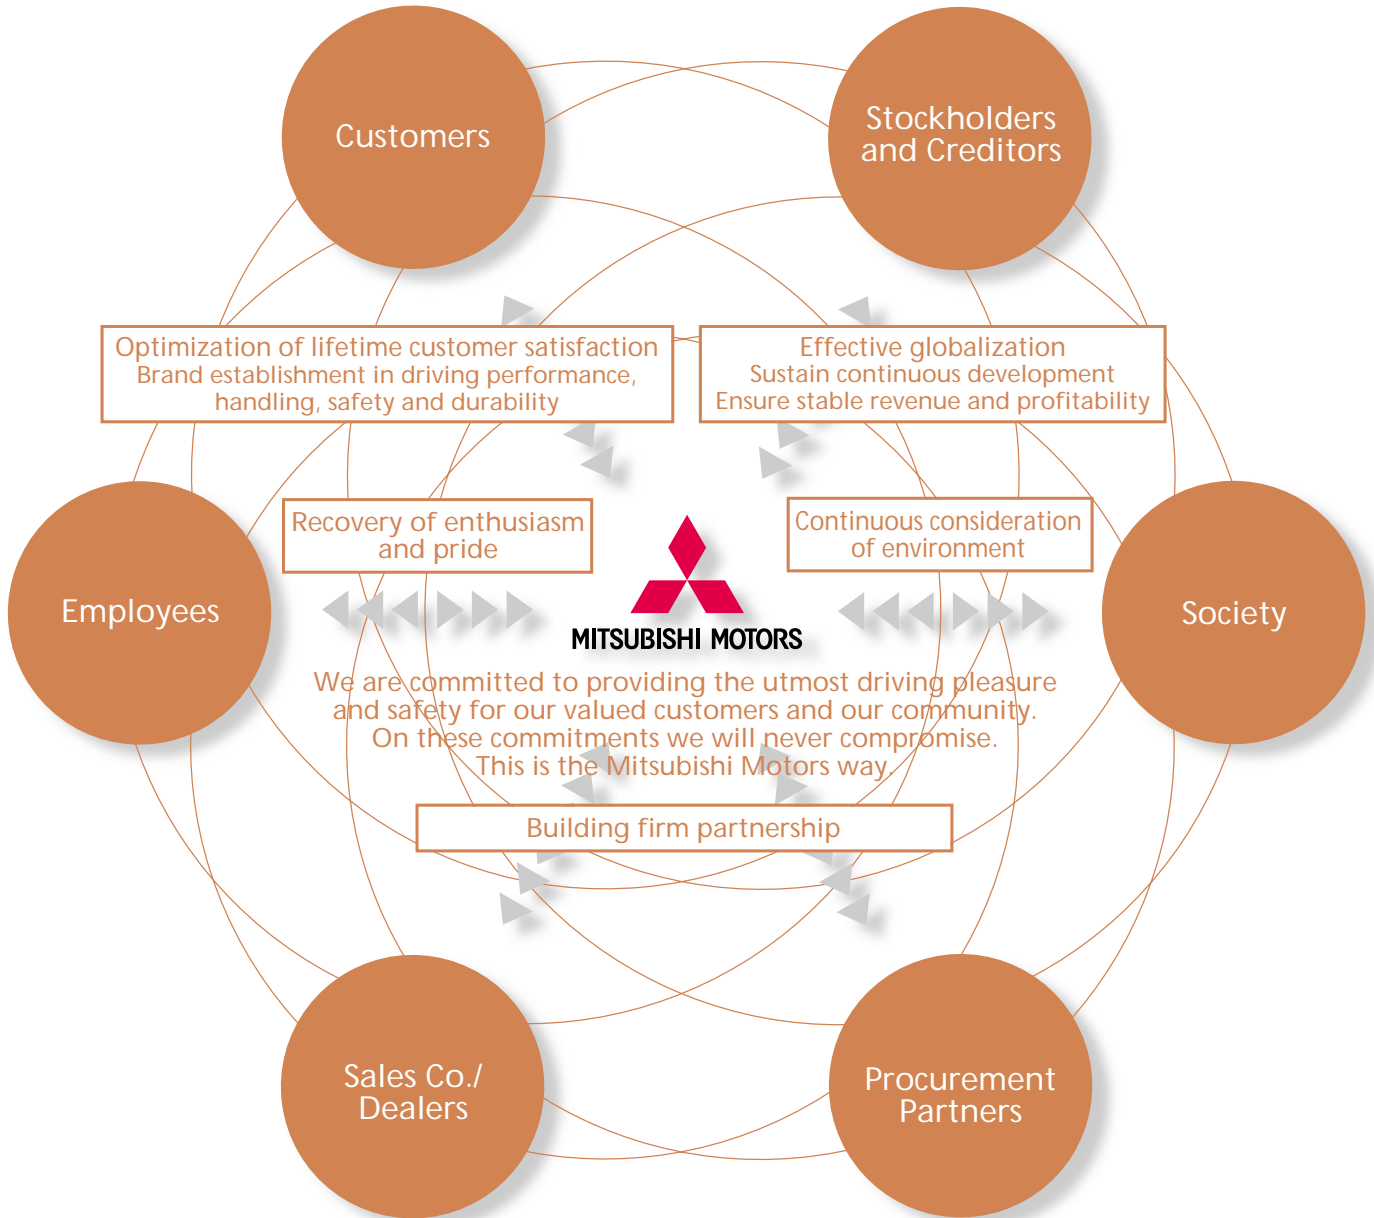 Customers
Stockholders
and Creditors
Optimization of lifetime customer satisfaction
Brand establishment in driving performance,
handling, safety and durability
Effective globalization
Sustain continuous development
Ensure stable revenue and profitability
Recovery of enthusiasm
and pride
Continuous consideration
of environment
Employees
Society
MITSUBISHI MOTORS
We are committed to providing the utmost driving pleasure
and safety for our valued customers and our community.
On these commitments we will never compromise.
This is the Mitsubishi Motors way.
Building firm partnership
Sales Co./
Dealers
Procurement
Partners